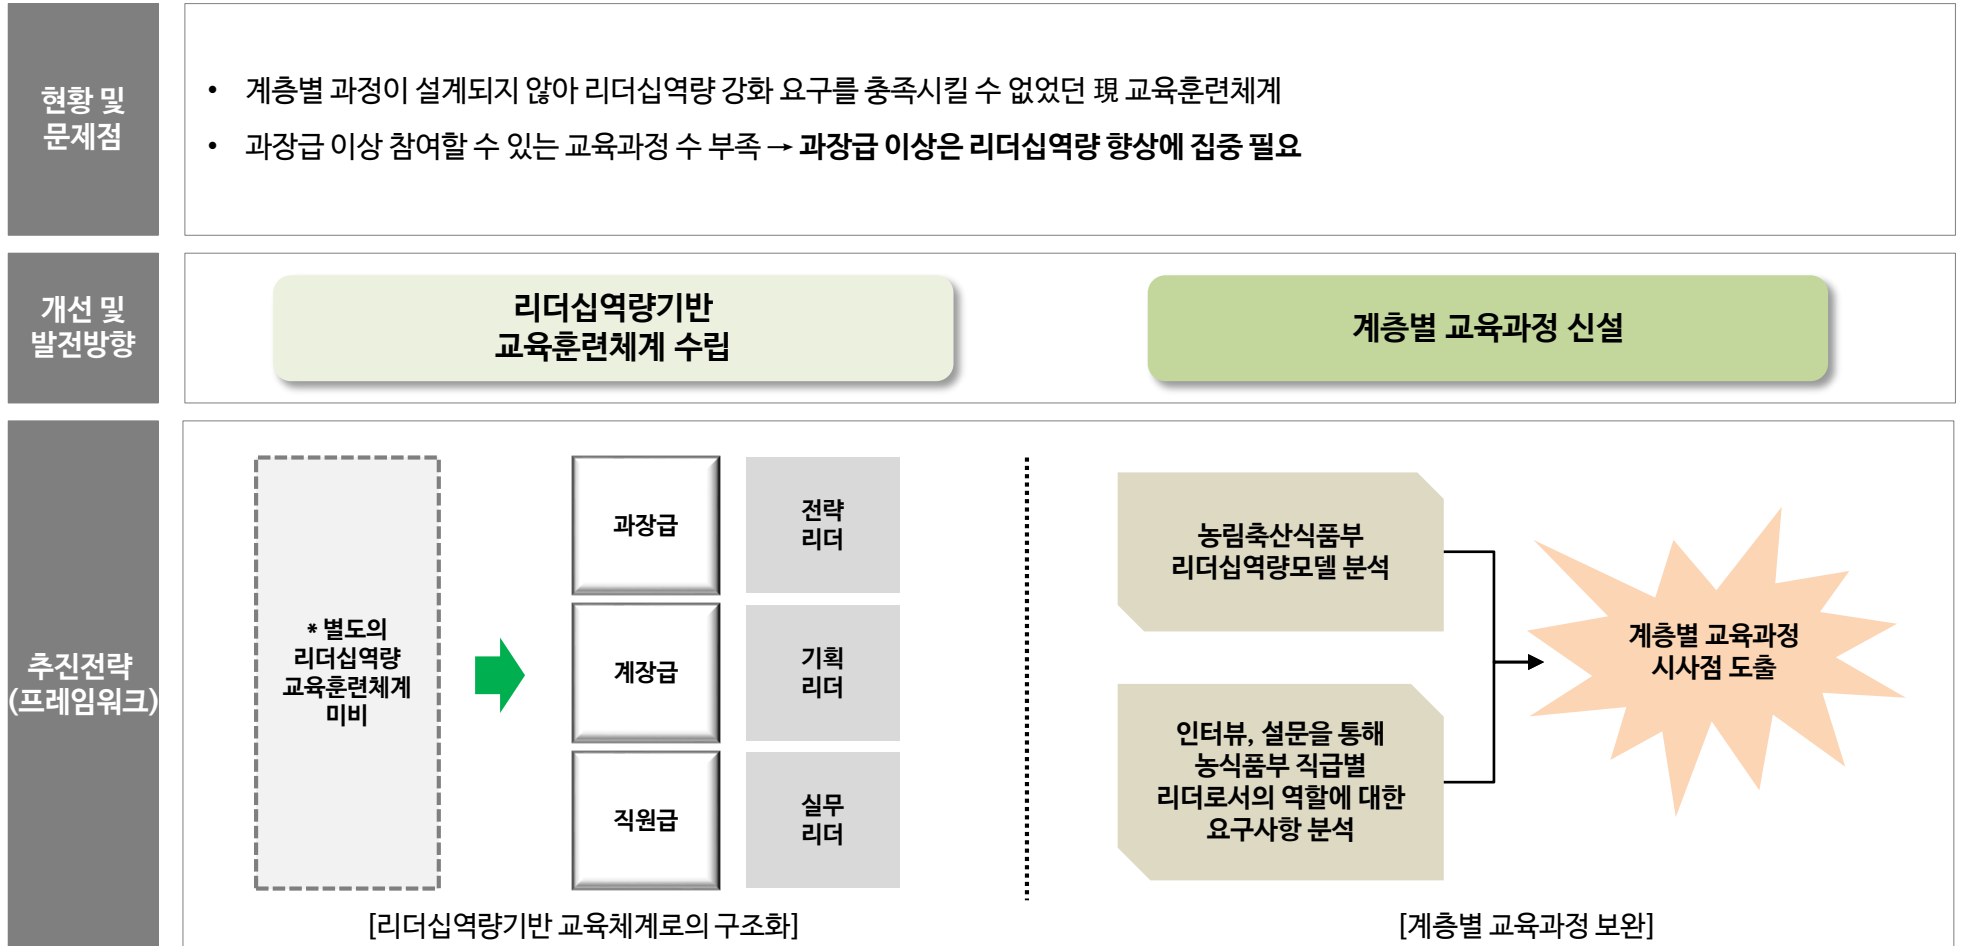 현황 및
문제점
• 계층별 과정이 설계되지 않아 리더십역량 강화 요구를 충족시킬 수 없었던 現 교육훈련체계
• 과장급 이상 참여할 수 있는 교육과정 수 부족 → 과장급 이상은 리더십역량 향상에 집중 필요
개선 및
발전방향
리더십역량기반
교육훈련체계 수립
계층별 교육과정 신설
추진전략
(프레임워크)
* 별도의
리더십역량
교육훈련체계
미비
과장급
전략
리더
계장급
기획
리더
직원급
실무
리더
[리더십역량기반 교육체계로의 구조화]
농림축산식품부
리더십역량모델 분석
인터뷰, 설문을 통해
농식품부 직급별
리더로서의 역할에 대한
요구사항 분석
계층별 교육과정
시사점 도출
[계층별 교육과정 보완]